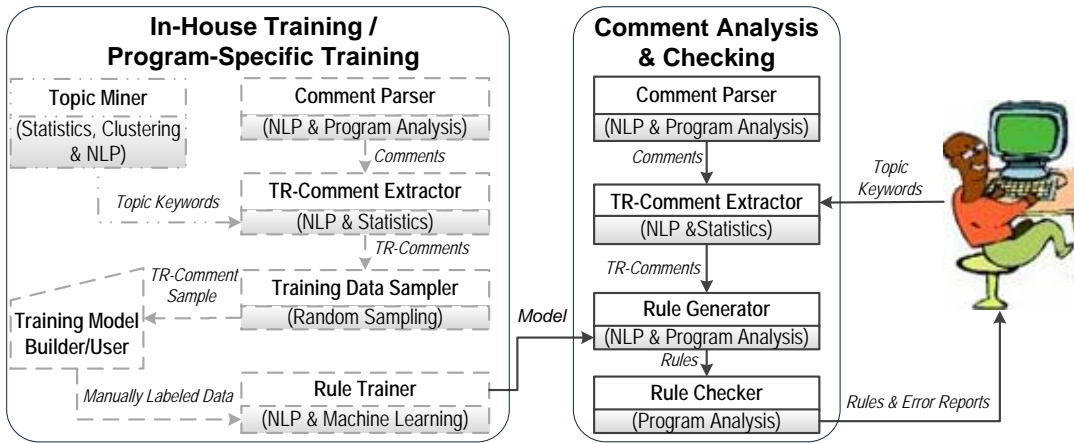 In-House Training /
Program-Specific Training
Topic Miner
(Statistics, Clustering
& NLP)
Comment Parser
(NLP & Program Analysis)
Comments
Topic Keywords
TR-Comment Extractor
(NLP & Statistics)
TR-Comments
TR-Comment
Sample
Training Data Sampler
(Random Sampling)
Training Model
Builder/User
Manually Labeled Data
Rule Trainer
(NLP & Machine Learning)
Model
Comment Analysis
& Checking
Comment Parser
(NLP & Program Analysis)
Comments
TR-Comment Extractor
(NLP &Statistics)
TR-Comments
Rule Generator
(NLP & Program Analysis)
Rules
Rule Checker
(Program Analysis)
Topic
Keywords
Rules & Error Reports